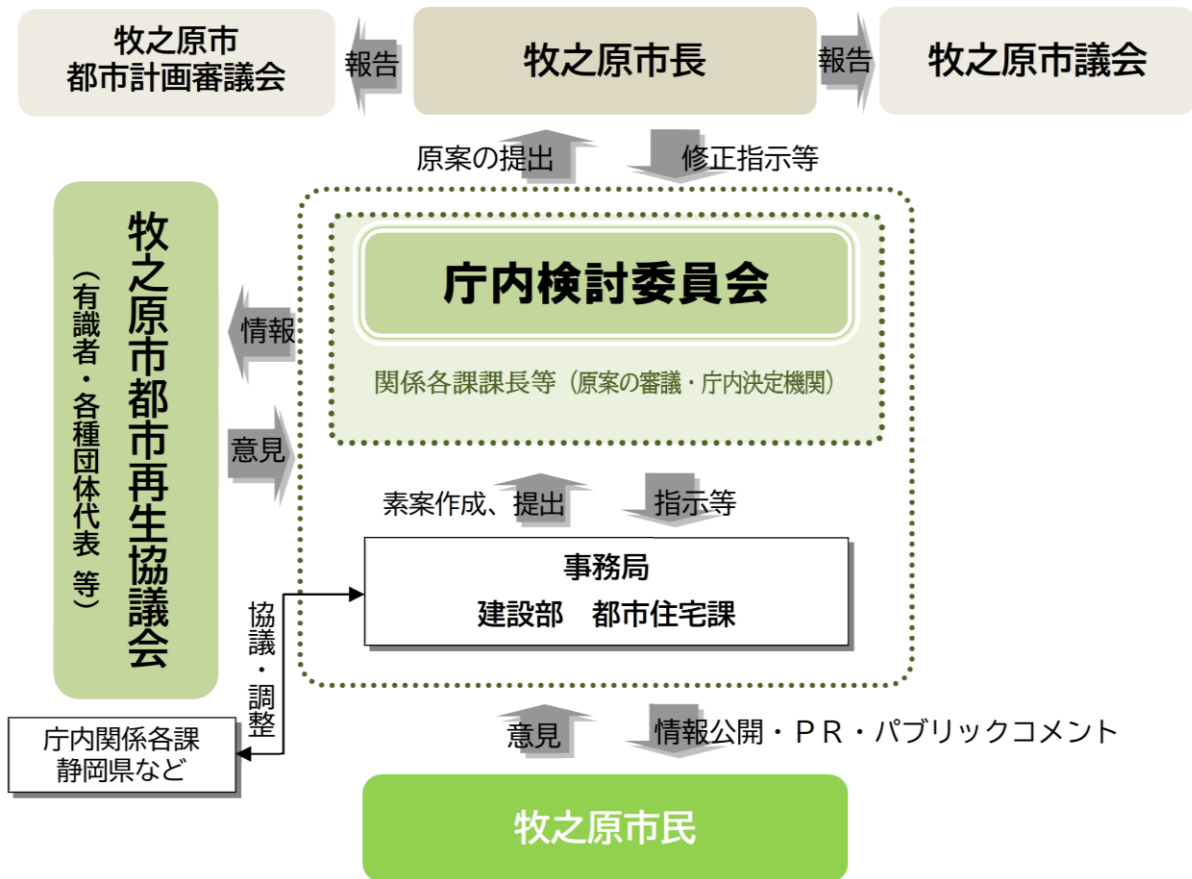 牧之原市
都市計画審議会
報告
牧之原市長
報告
牧之原市議会
原案の提出
修正指示等
牧之原市都市再生協議会
（有識者・各種団体代表 等）
情報
意見
庁内検討委員会
関係各課課長等（原案の審議・庁内決定機関）
素案作成、提出
指示等
事務局
建設部　都市住宅課
協議・調整
庁内関係各課
静岡県など
意見
情報公開・ＰＲ・パブリックコメント
牧之原市民